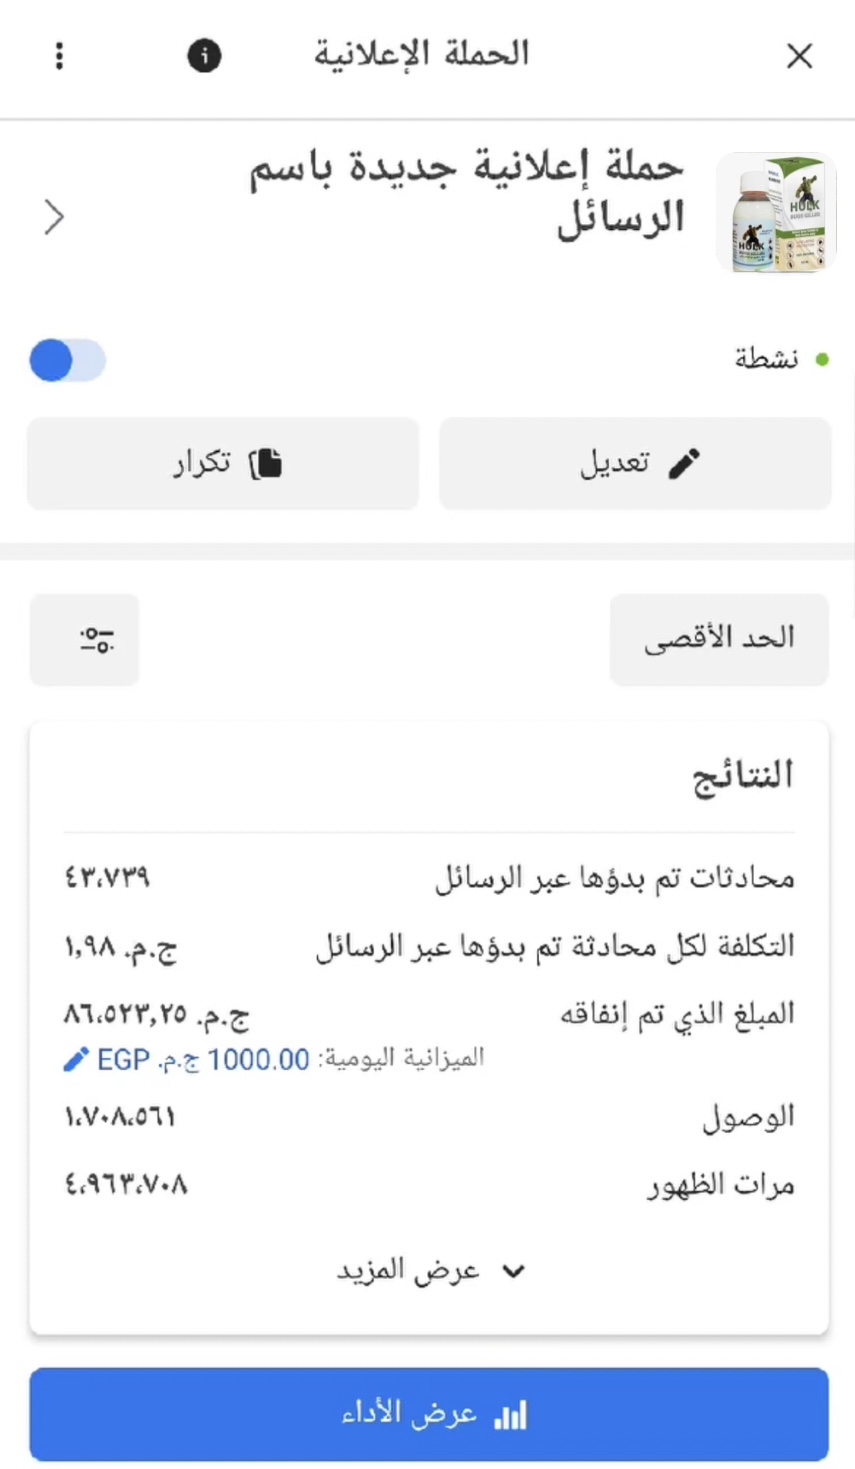 الحملة الإعلانية
حملة إعلانية جديدة باسم
الرسائل
HULK
HULK
نشطة
تعديل
تكرار
الحد الأقصى
النتائج
محادثات تم بدؤها عبر الرسائل ٤٣،٧٣٩
التكلفة لكل محادثة تم بدؤها عبر الرسائل ج.م. ١,٩٨
المبلغ الذي تم إنفاقه ج.م. ٨٦،٥٢٣,٢٥
الميزانية اليومية: 1000.00 ج.م. EGP
الوصول ١،٧٠٨،٥٦١
مرات الظهور ٤،٩٦٣،٧٠٨
عرض المزيد
عرض الأداء